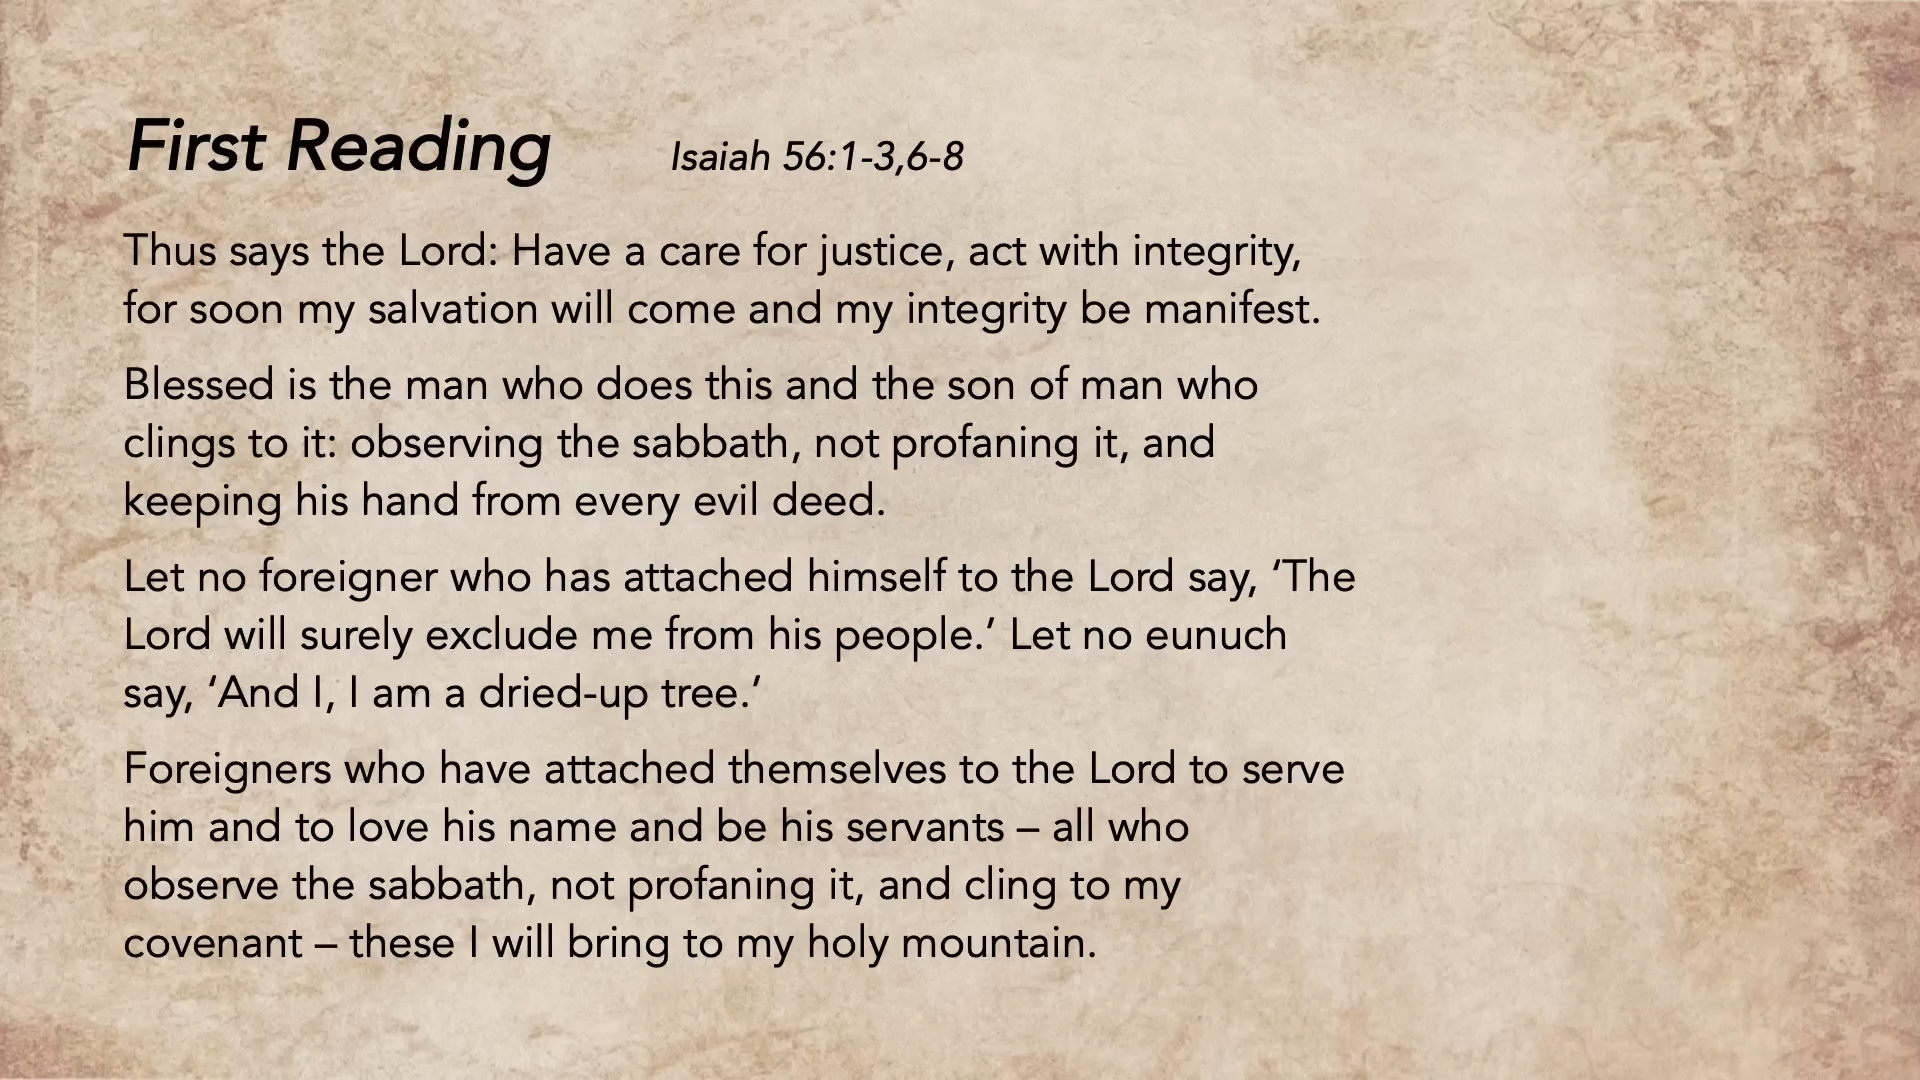 First Reading Isaiah 56:1-3,6-8
Thus says the Lord: Have a care for justice, act with integrity,
for soon my salvation will come and my integrity be manifest.
Blessed is the man who does this and the son of man who
clings to it: observing the sabbath, not profaning it, and
keeping his hand from every evil deed.
Let no foreigner who has attached himself to the Lord say, ‘The
Lord will surely exclude me from his people.’ Let no eunuch
say, ‘And I, I am a dried-up tree.’
Foreigners who have attached themselves to the Lord to serve
him and to love his name and be his servants – all who
observe the sabbath, not profaning it, and cling to my
covenant – these I will bring to my holy mountain.